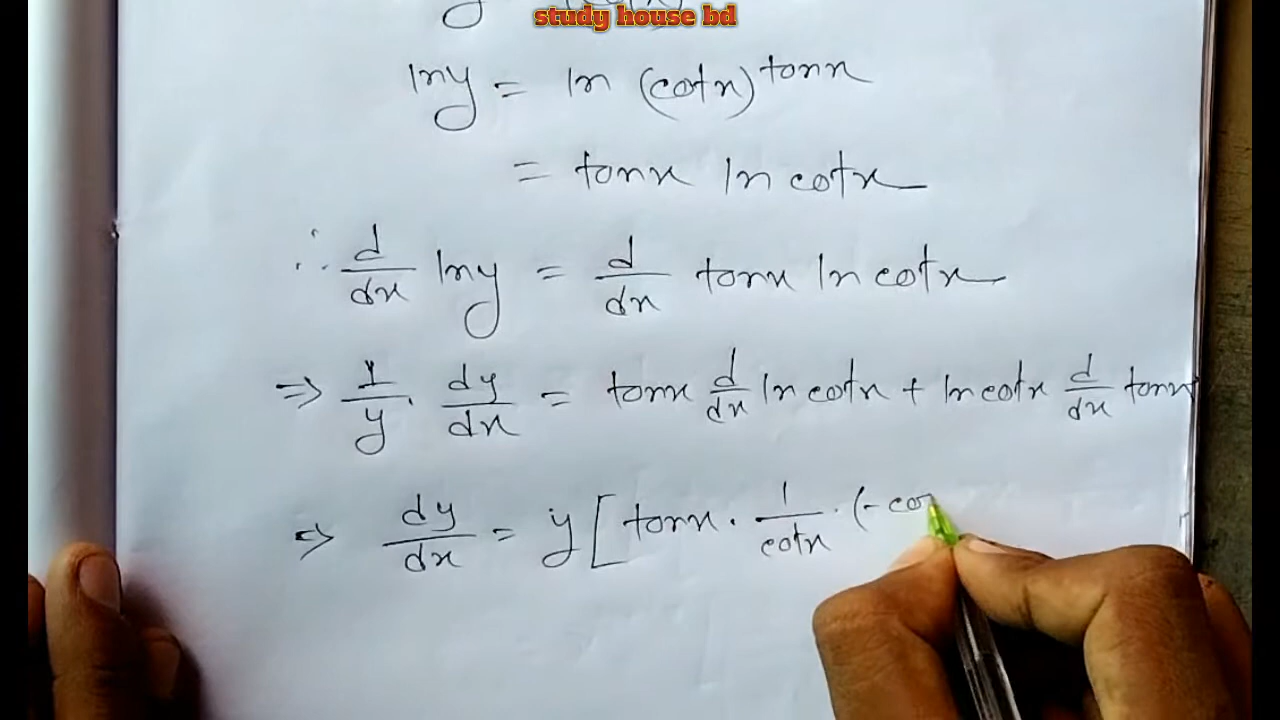 study house bd
lny = ln (cotx)^tanx
= tanx ln cotx
∴ d/dx lny = d/dx tanx ln cotx
⇒ 1/y · dy/dx = tanx d/dx ln cotx + ln cotx d/dx tanx
⇒ dy/dx = y [ tanx · 1/cotx · (-co